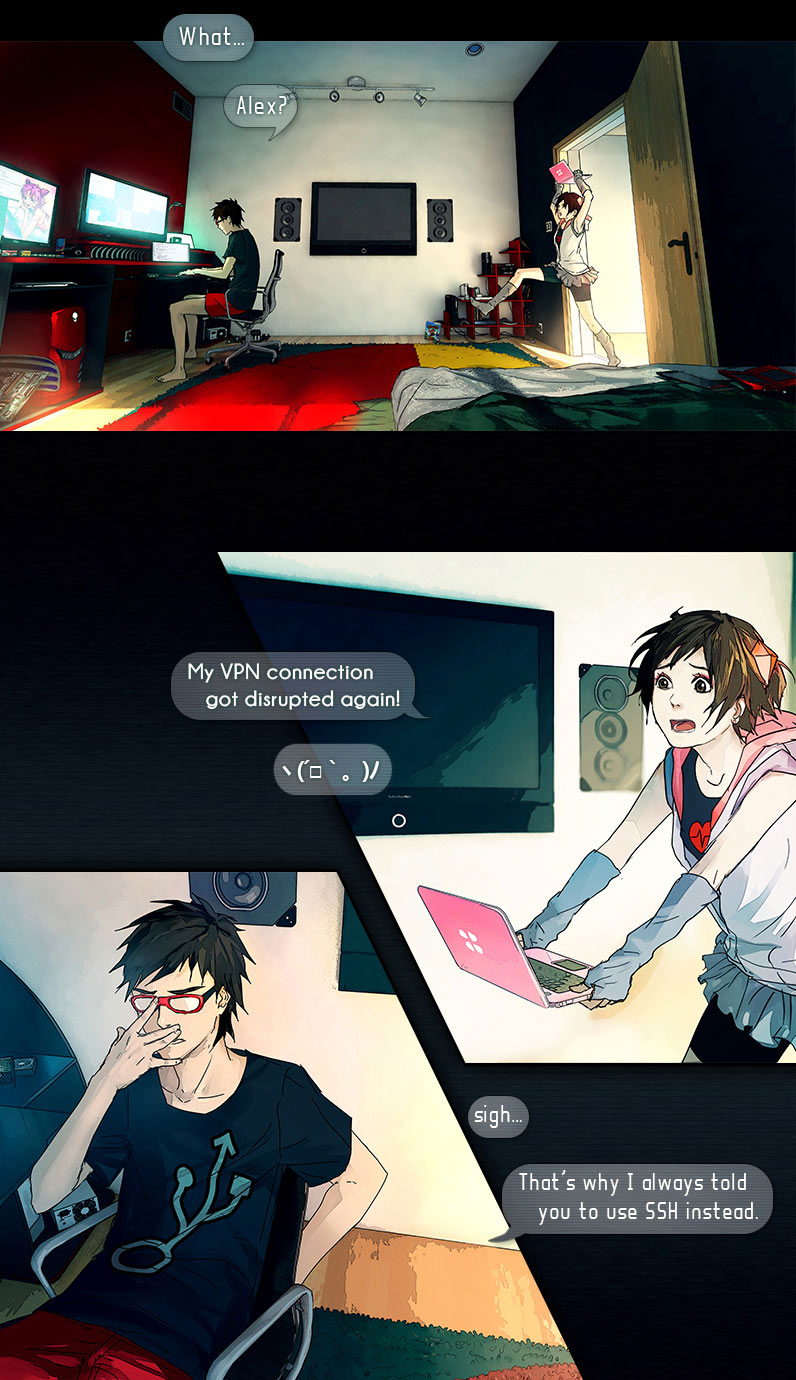 What...
Alex?
My VPN connection
got disrupted again!
ヽ(´□｀。)ﾉ
sigh...
That's why I always told
you to use SSH instead.